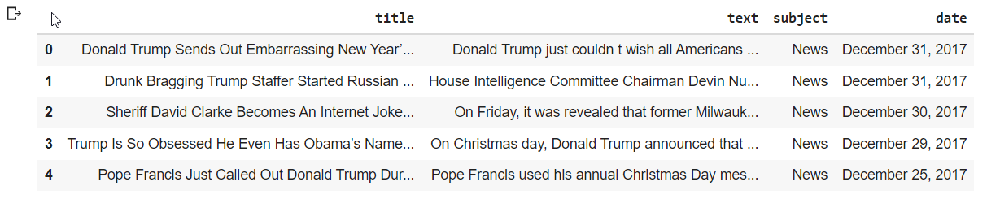 title text subject date
0 Donald Trump Sends Out Embarrassing New Year’... Donald Trump just couldn t wish all Americans ... News December 31, 2017
1 Drunk Bragging Trump Staffer Started Russian ... House Intelligence Committee Chairman Devin Nu... News December 31, 2017
2 Sheriff David Clarke Becomes An Internet Joke... On Friday, it was revealed that former Milwauk... News December 30, 2017
3 Trump Is So Obsessed He Even Has Obama’s Name... On Christmas day, Donald Trump announced that ... News December 29, 2017
4 Pope Francis Just Called Out Donald Trump Dur... Pope Francis used his annual Christmas Day mes... News December 25, 2017